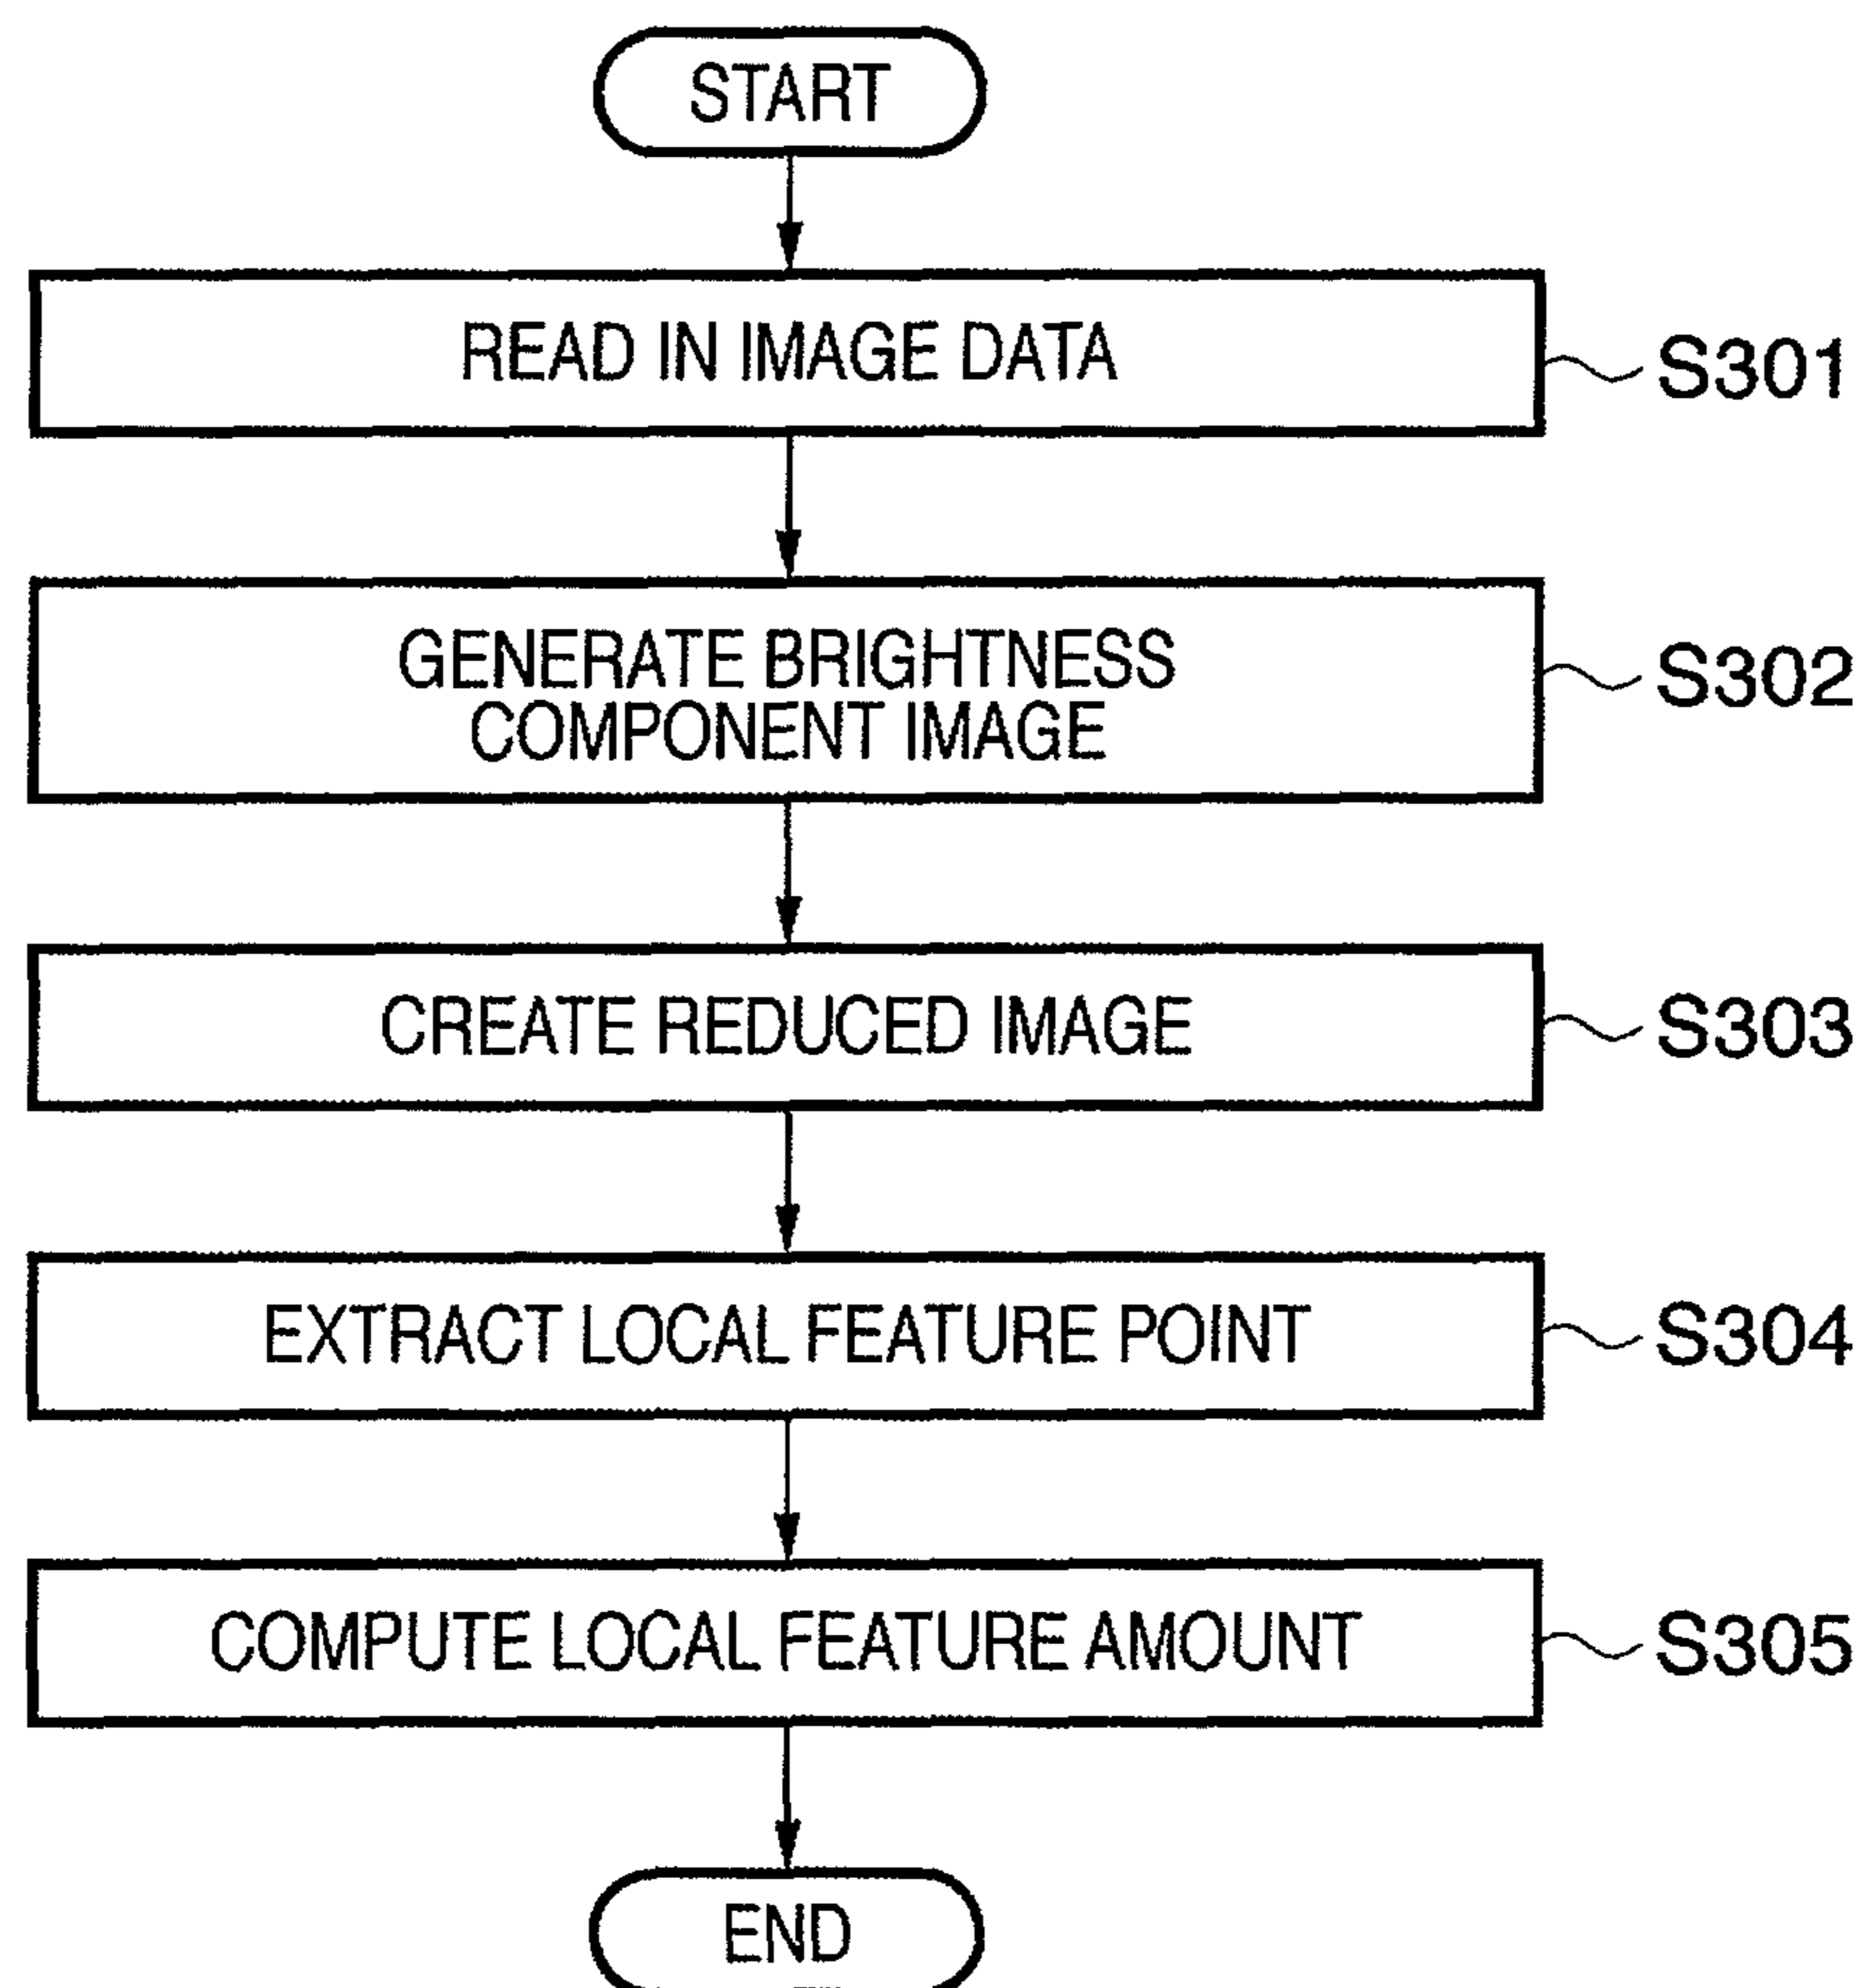 START
READ IN IMAGE DATA
S301
GENERATE BRIGHTNESS
COMPONENT IMAGE
S302
CREATE REDUCED IMAGE
S303
EXTRACT LOCAL FEATURE POINT
S304
COMPUTE LOCAL FEATURE AMOUNT
S305
END